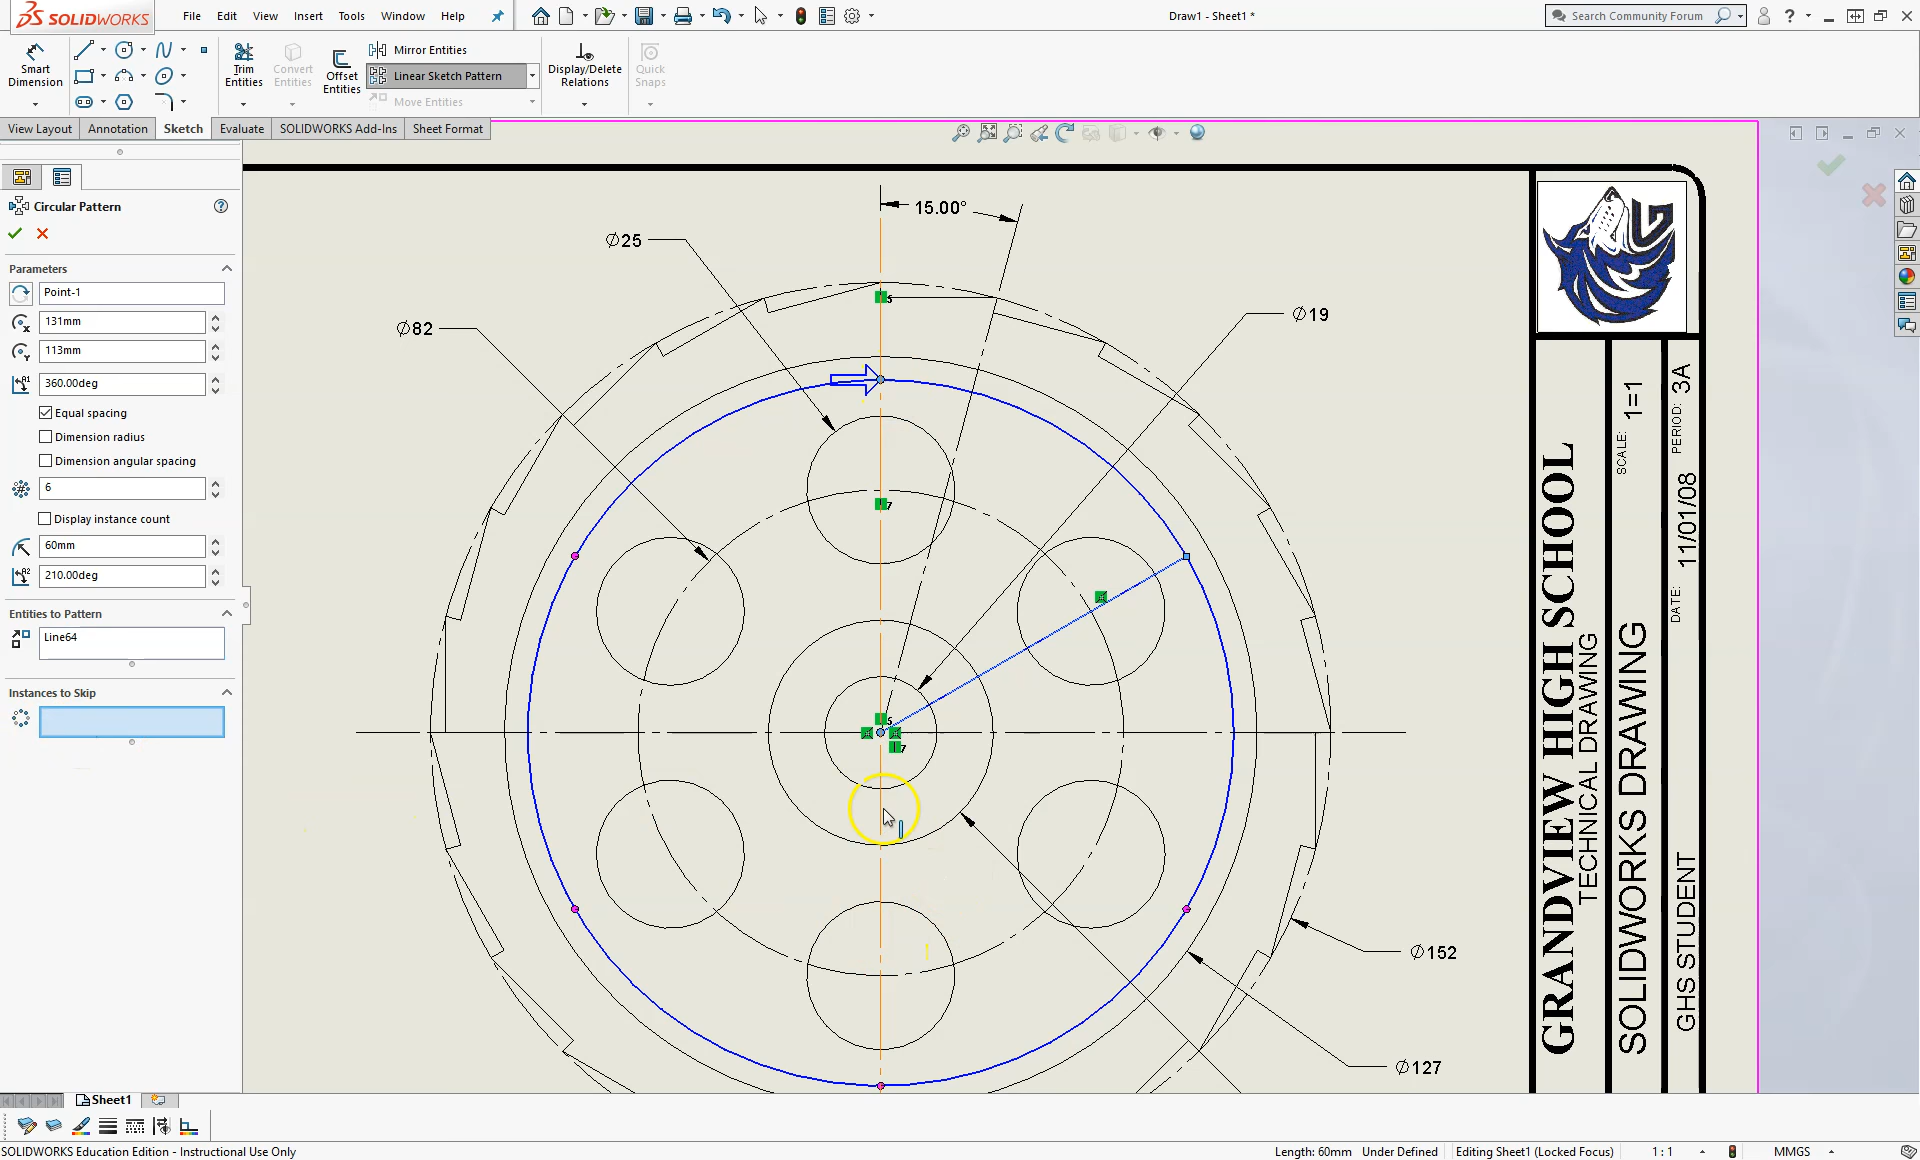 SOLIDWORKS
File Edit View Insert Tools Window Help
Draw1 - Sheet1 *
Search Community Forum
Smart Dimension
Trim Entities
Convert Entities
Offset Entities
Mirror Entities
Linear Sketch Pattern
Move Entities
Display/Delete Relations
Quick Snaps
View Layout Annotation Sketch Evaluate SOLIDWORKS Add-Ins Sheet Format
Circular Pattern
Parameters
Point-1
131mm
113mm
360.00deg
Equal spacing
Dimension radius
Dimension angular spacing
6
Display instance count
60mm
210.00deg
Entities to Pattern
Line64
Instances to Skip
15.00°
∅25
∅82
∅19
∅152
∅127
GRANDVIEW HIGH SCHOOL
TECHNICAL DRAWING
SCALE: 1=1
SOLIDWORKS DRAWING
DATE: 11/01/08
PERIOD: 3A
GHS STUDENT
Sheet1
SOLIDWORKS Education Edition - Instructional Use Only
Length: 60mm Under Defined Editing Sheet1 (Locked Focus) 1:1 MMGS